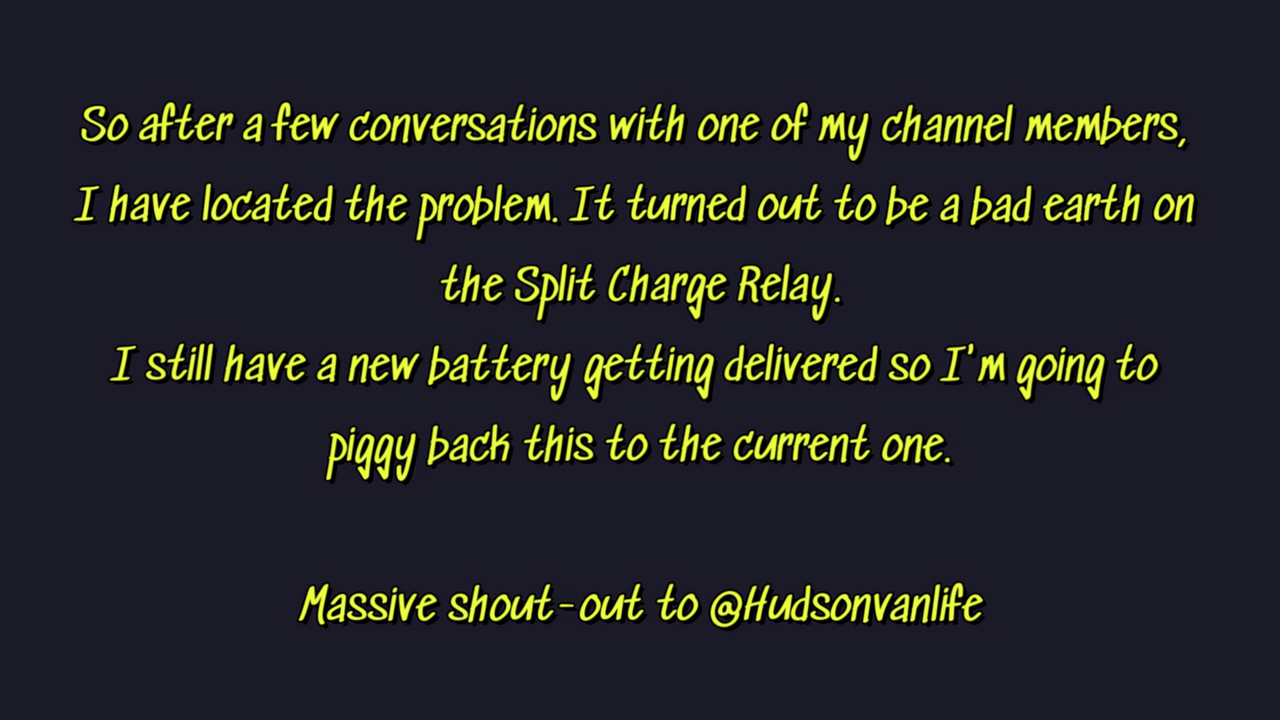 So after a few conversations with one of my channel members,
I have located the problem. It turned out to be a bad earth on
the Split Charge Relay.
I still have a new battery getting delivered so I'm going to
piggy back this to the current one.
Massive shout-out to @Hudsonvanlife